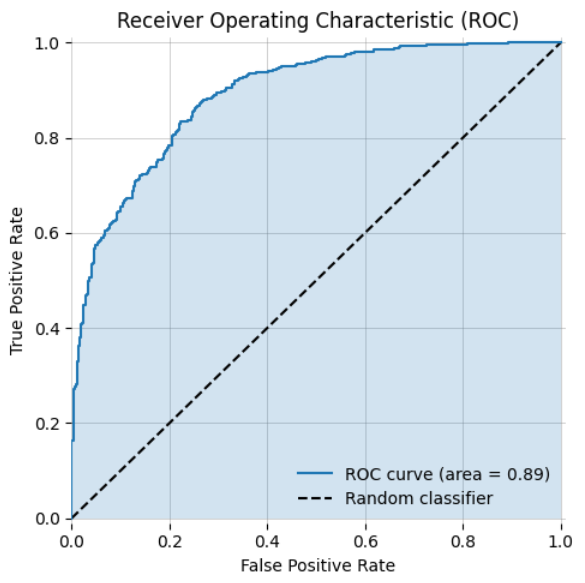 Receiver Operating Characteristic (ROC)
1.0
0.8
0.6
0.4
0.2
0.0
True Positive Rate
ROC curve (area = 0.89)
Random classifier
0.0 0.2 0.4 0.6 0.8 1.0
False Positive Rate